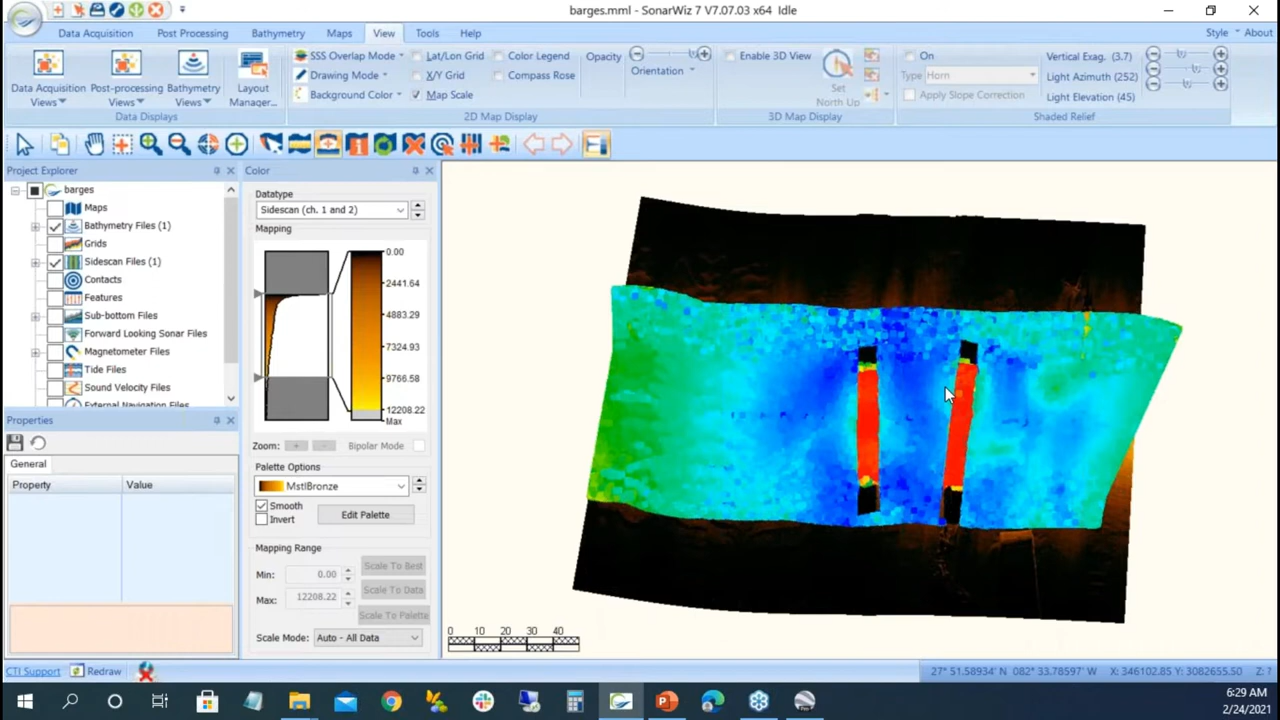 barges.mml - SonarWiz 7 V7.07.03 x64 Idle
Data Acquisition Post Processing Bathymetry Maps View Tools Help Style About
Data Acquisition Views
Post-processing Views
Bathymetry Views
Data Displays
Layout Manager...
SSS Overlap Mode
Drawing Mode
Background Color
Lat/Lon Grid
X/Y Grid
Map Scale
Color Legend
Compass Rose
Opacity
Orientation
2D Map Display
Enable 3D View
Set North Up
3D Map Display
On
Type Horn
Apply Slope Correction
Vertical Exag. (3.7)
Light Azimuth (252)
Light Elevation (45)
Shaded Relief
Project Explorer
barges
Maps
Bathymetry Files (1)
Grids
Sidescan Files (1)
Contacts
Features
Sub-bottom Files
Forward Looking Sonar Files
Magnetometer Files
Tide Files
Sound Velocity Files
External Navigation Files
Properties
General
Property Value
Color
Datatype
Sidescan (ch. 1 and 2)
Mapping
0.00
2441.64
4883.29
7324.93
9766.58
12208.22
Max
Zoom: + - Bipolar Mode
Palette Options
MstlBronze
Smooth
Invert
Edit Palette
Mapping Range
Min: 0.00
Max: 12208.22
Scale To Best
Scale To Data
Scale To Palette
Scale Mode: Auto - All Data
0 10 20 30 40
CTI Support Redraw
27° 51.58934' N 082° 33.78597' W X: 346102.85 Y: 3082655.50 Z: ?
6:29 AM
2/24/2021